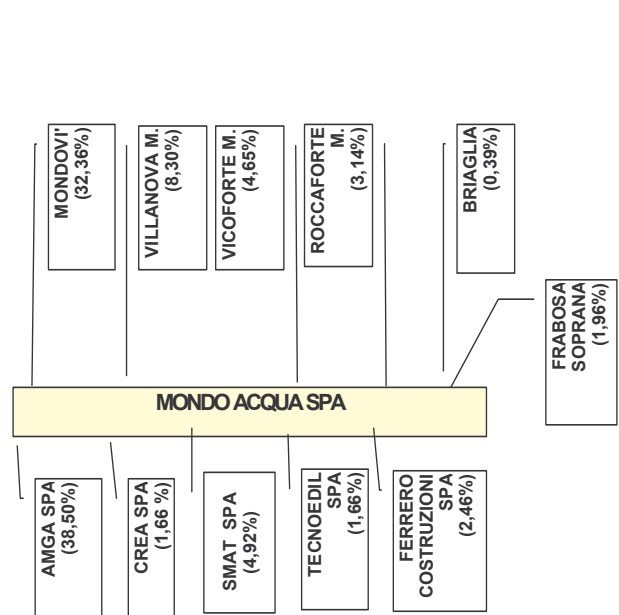 MONDOVI'
(32,36%)
VILLANOVA M.
(8,30%)
VICOFORTE M.
(4,65%)
ROCCAFORTE
M.
(3,14%)
BRIAGLIA
(0,39%)
FRABOSA
SOPRANA
(1,96%)
MONDO ACQUA SPA
AMGA SPA
(38,50%)
CREA SPA
(1,66 %)
SMAT SPA
(4,92%)
TECNOEDIL
SPA
(1,66%)
FERRERO
COSTRUZIONI
SPA
(2,46%)